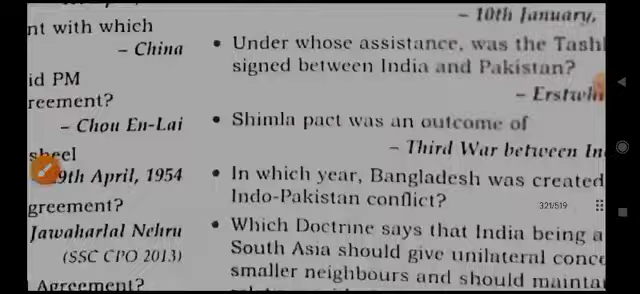 nt with which
– China
id PM
reement?
– Chou En-Lai
sheel
9th April, 1954
greement?
Jawaharlal Nehru
(SSC CPO 2013)
Agreement?
– 10th January,
• Under whose assistance, was the Tash
signed between India and Pakistan?
– Erstwhi
• Shimla pact was an outcome of
– Third War between In
• In which year, Bangladesh was created
Indo-Pakistan conflict?
321/519
• Which Doctrine says that India being a
South Asia should give unilateral conce
smaller neighbours and should mainta